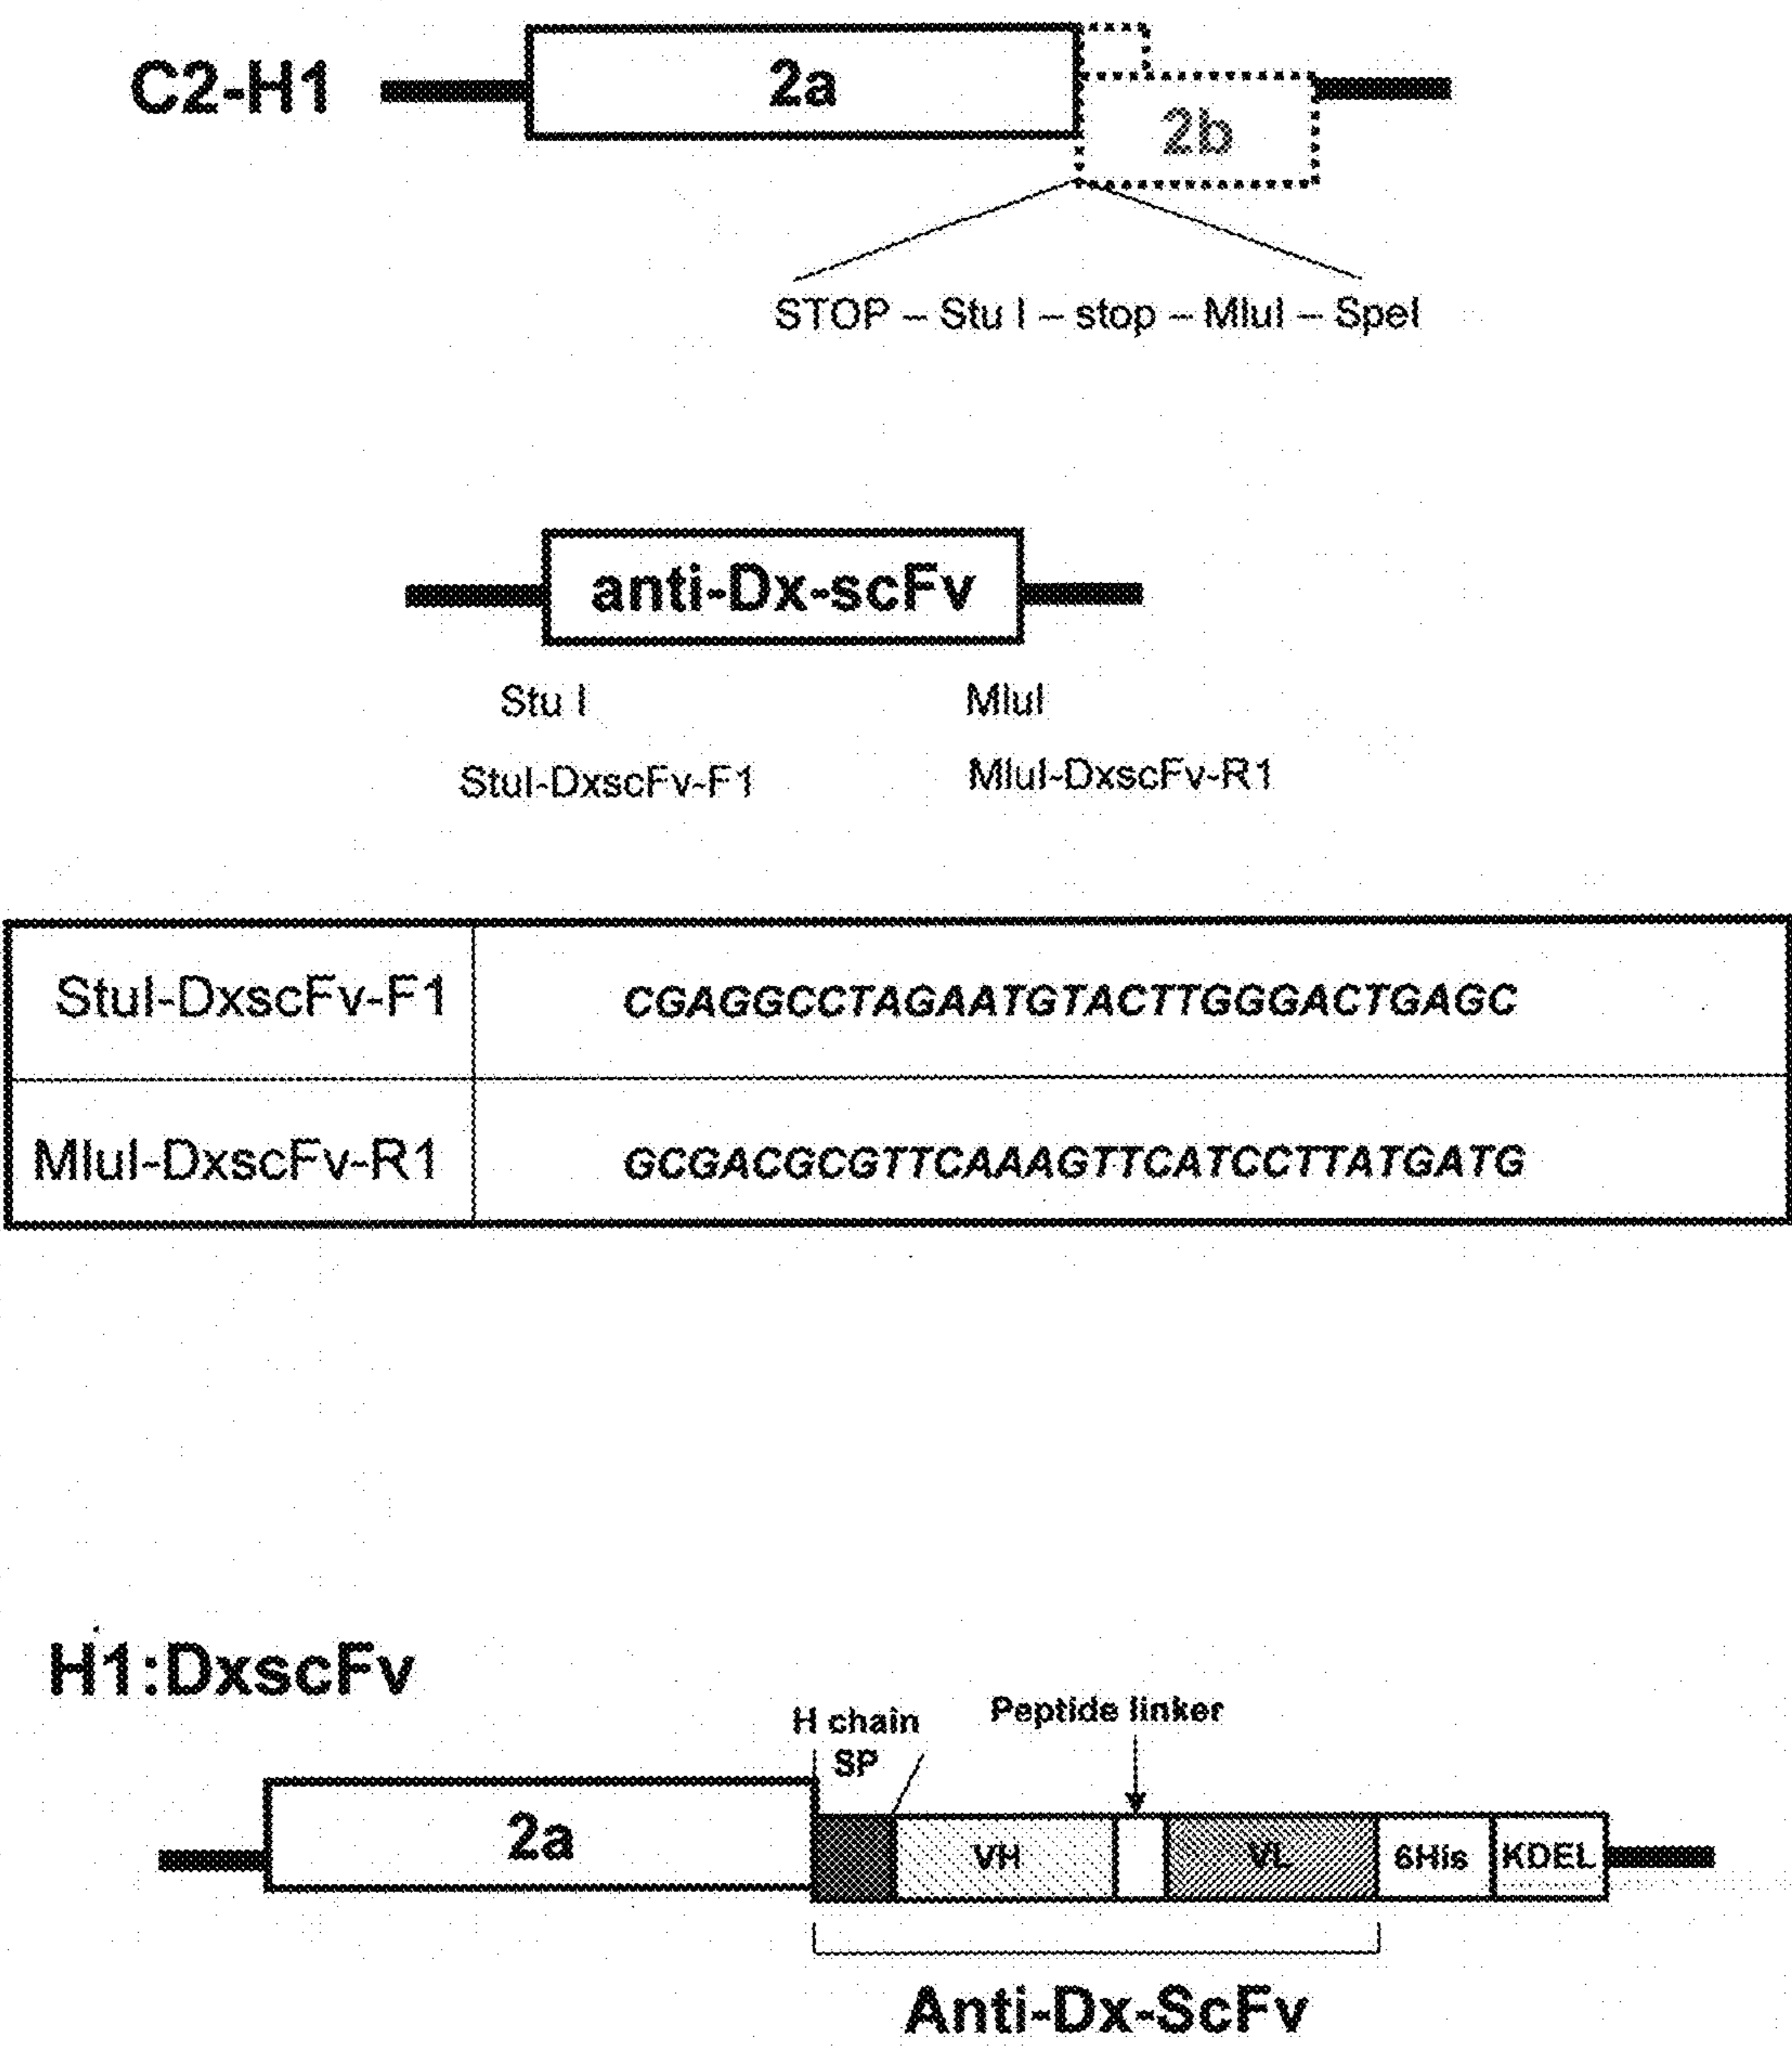 C2-H1
2a
2b
STOP – Stu I – stop – MluI – SpeI
anti-Dx-scFv
Stu I MluI
StuI-DxscFv-F1 MluI-DxscFv-R1
StuI-DxscFv-F1 CGAGGCCTAGAATGTACTTGGGACTGAGC
MluI-DxscFv-R1 GCGACGCGTTCAAAGTTCATCCTTATGATG
H1:DxscFv
H chain
SP
Peptide linker
2a
VH
VL
6His
KDEL
Anti-Dx-ScFv